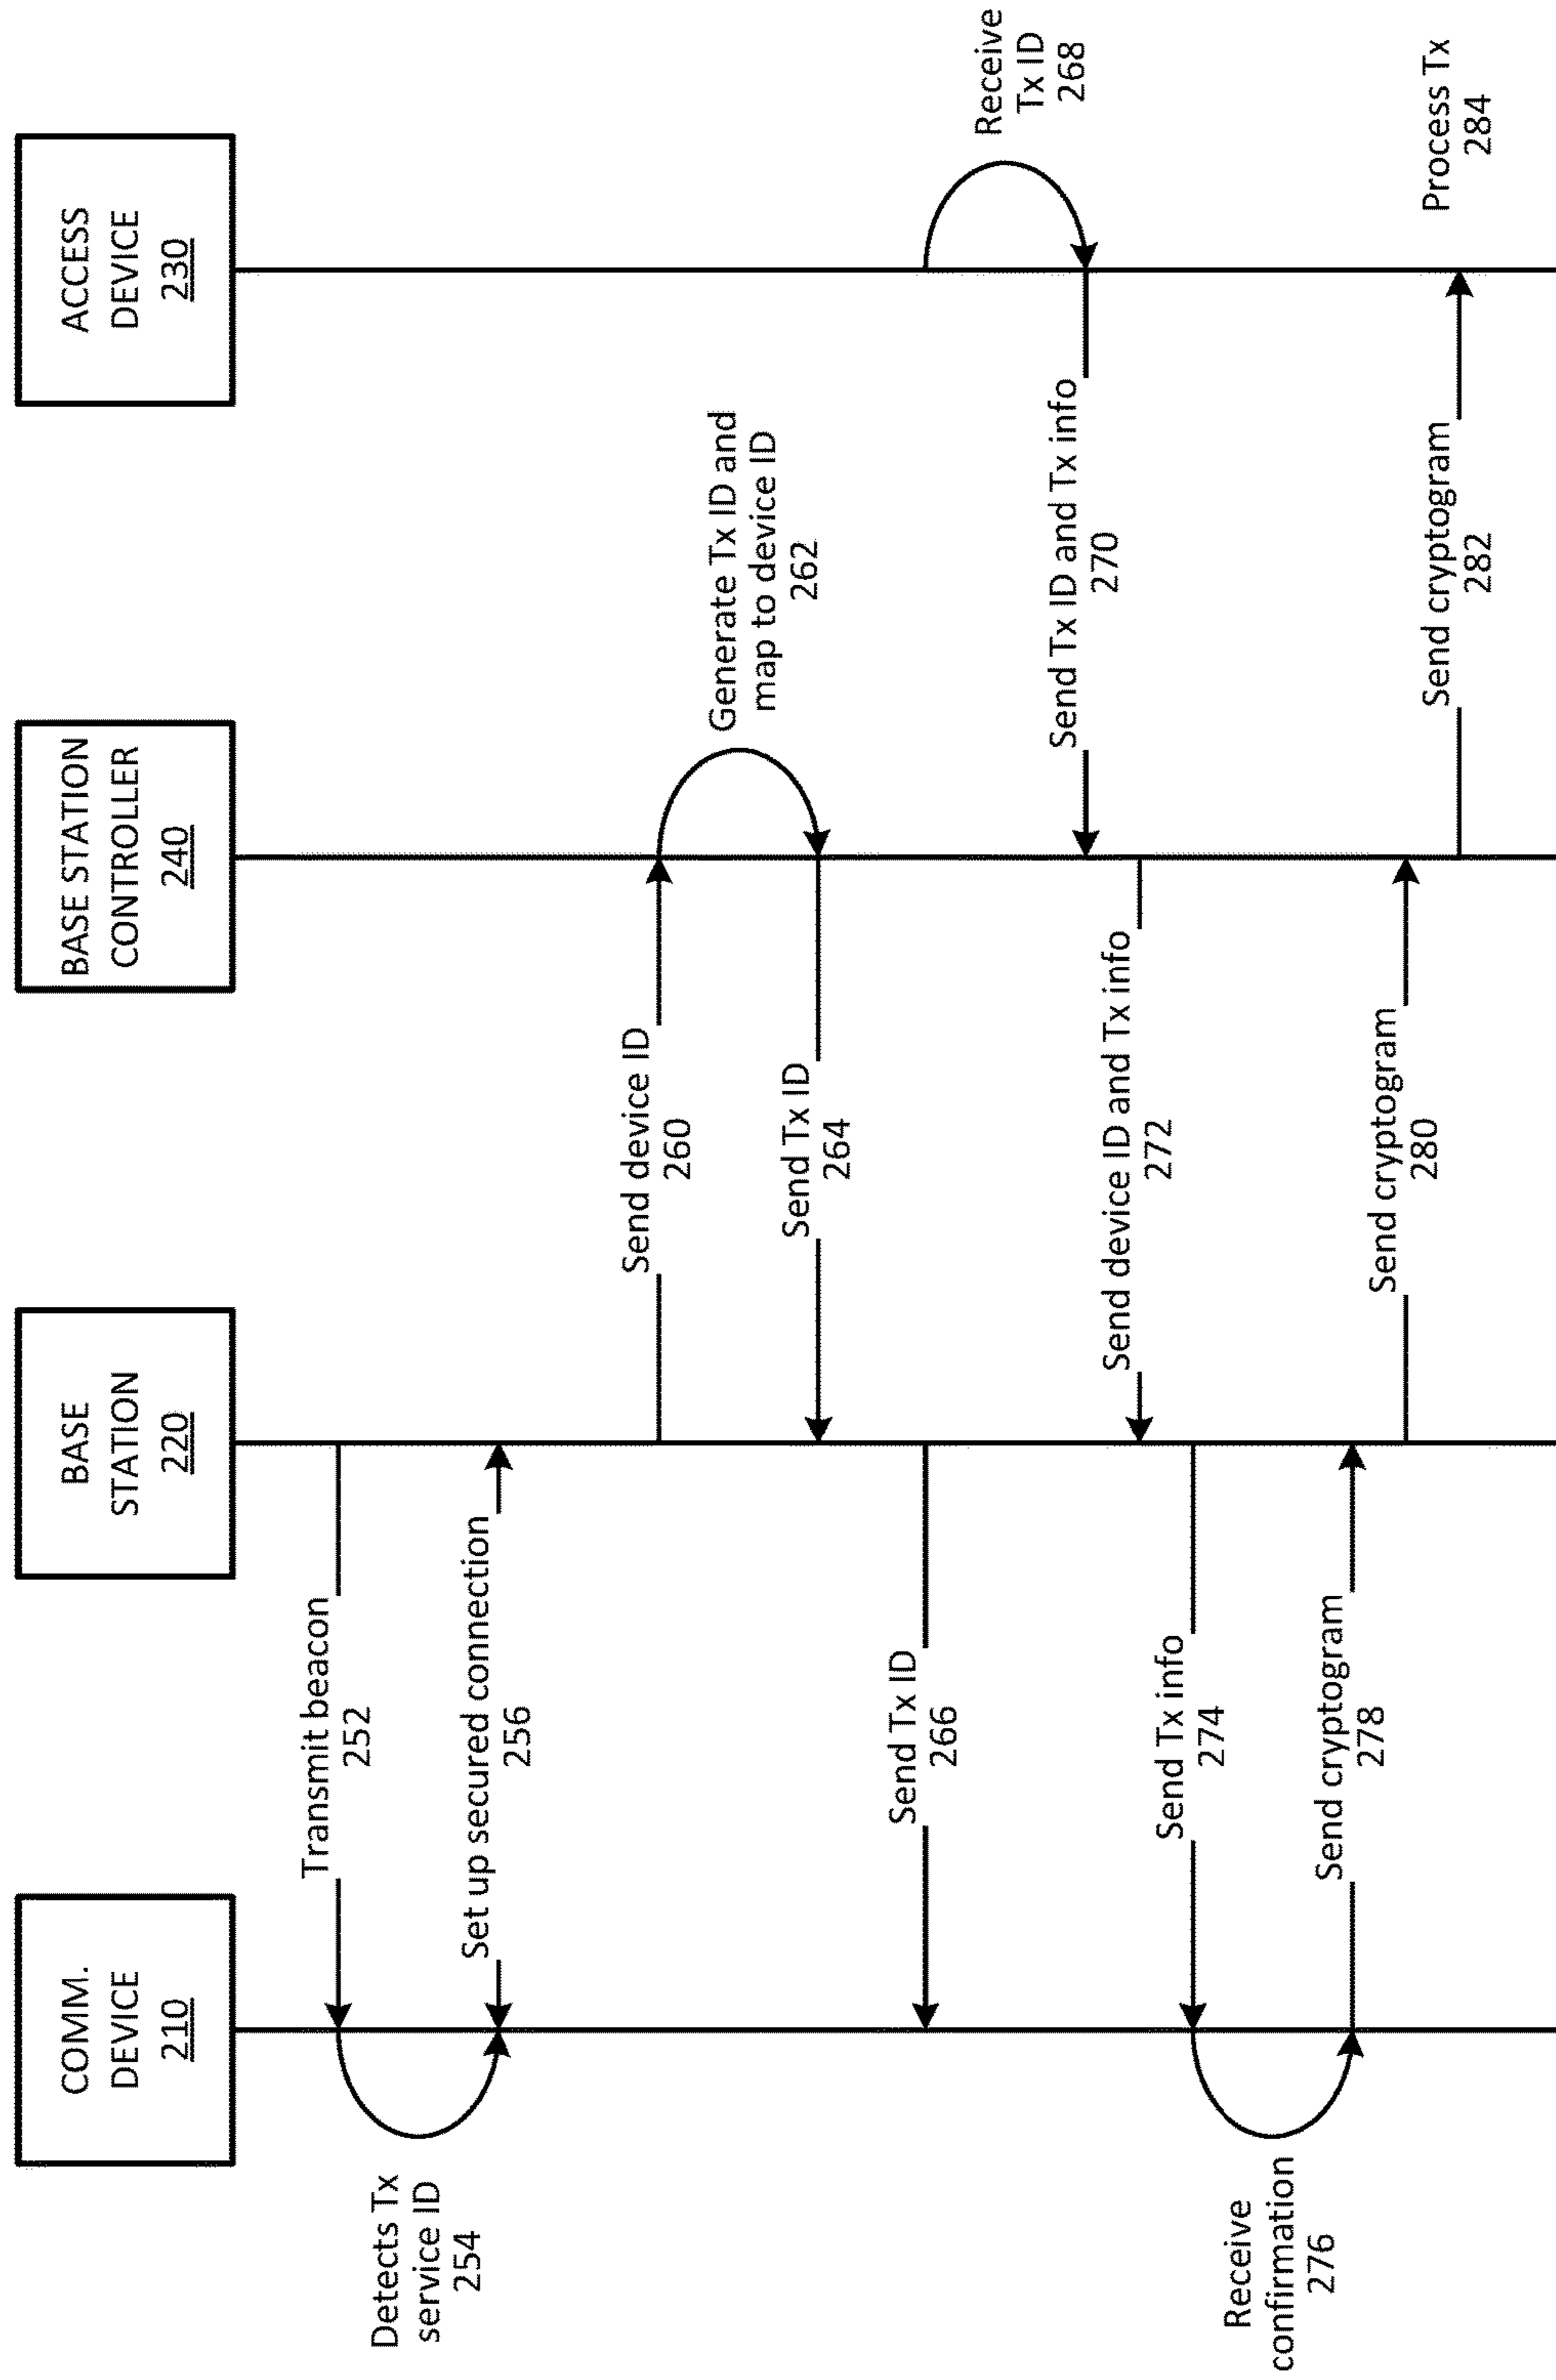 COMM.
DEVICE
210
BASE
STATION
220
BASE STATION
CONTROLLER
240
ACCESS
DEVICE
230
Transmit beacon
252
Detects Tx
service ID
254
Set up secured connection
256
Send device ID
260
Generate Tx ID and
map to device ID
262
Send Tx ID
264
Send Tx ID
266
Receive
Tx ID
268
Send Tx ID and Tx info
270
Send device ID and Tx info
272
Send Tx info
274
Receive
confirmation
276
Send cryptogram
278
Send cryptogram
280
Send cryptogram
282
Process Tx
284